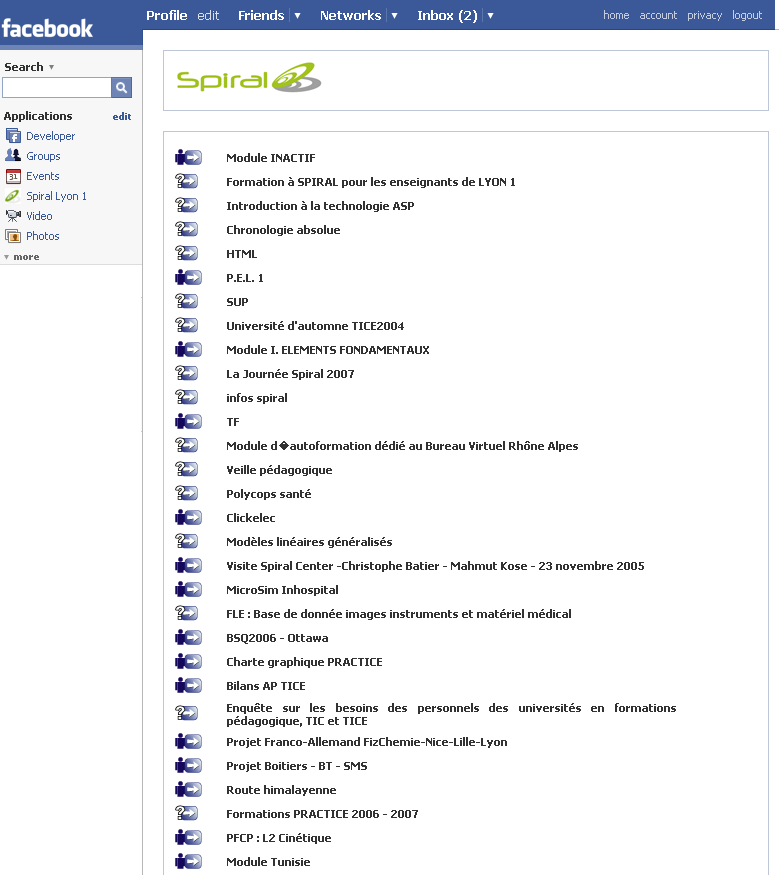 facebook
Profile edit Friends Networks Inbox (2) home account privacy logout
Search
Applications edit
Developer
Groups
31 Events
Spiral Lyon 1
Video
Photos
more
Spiral
Module INACTIF
Formation à SPIRAL pour les enseignants de LYON 1
Introduction à la technologie ASP
Chronologie absolue
HTML
P.E.L. 1
SUP
Université d'automne TICE2004
Module I. ELEMENTS FONDAMENTAUX
La Journée Spiral 2007
infos spiral
TF
Module d�autoformation dédié au Bureau Virtuel Rhône Alpes
Veille pédagogique
Polycops santé
Clickelec
Modèles linéaires généralisés
Visite Spiral Center -Christophe Batier - Mahmut Kose - 23 novembre 2005
MicroSim Inhospital
FLE : Base de donnée images instruments et matériel médical
BSQ2006 - Ottawa
Charte graphique PRACTICE
Bilans AP TICE
Enquête sur les besoins des personnels des universités en formations
pédagogique, TIC et TICE
Projet Franco-Allemand FizChemie-Nice-Lille-Lyon
Projet Boitiers - BT - SMS
Route himalayenne
Formations PRACTICE 2006 - 2007
PFCP : L2 Cinétique
Module Tunisie